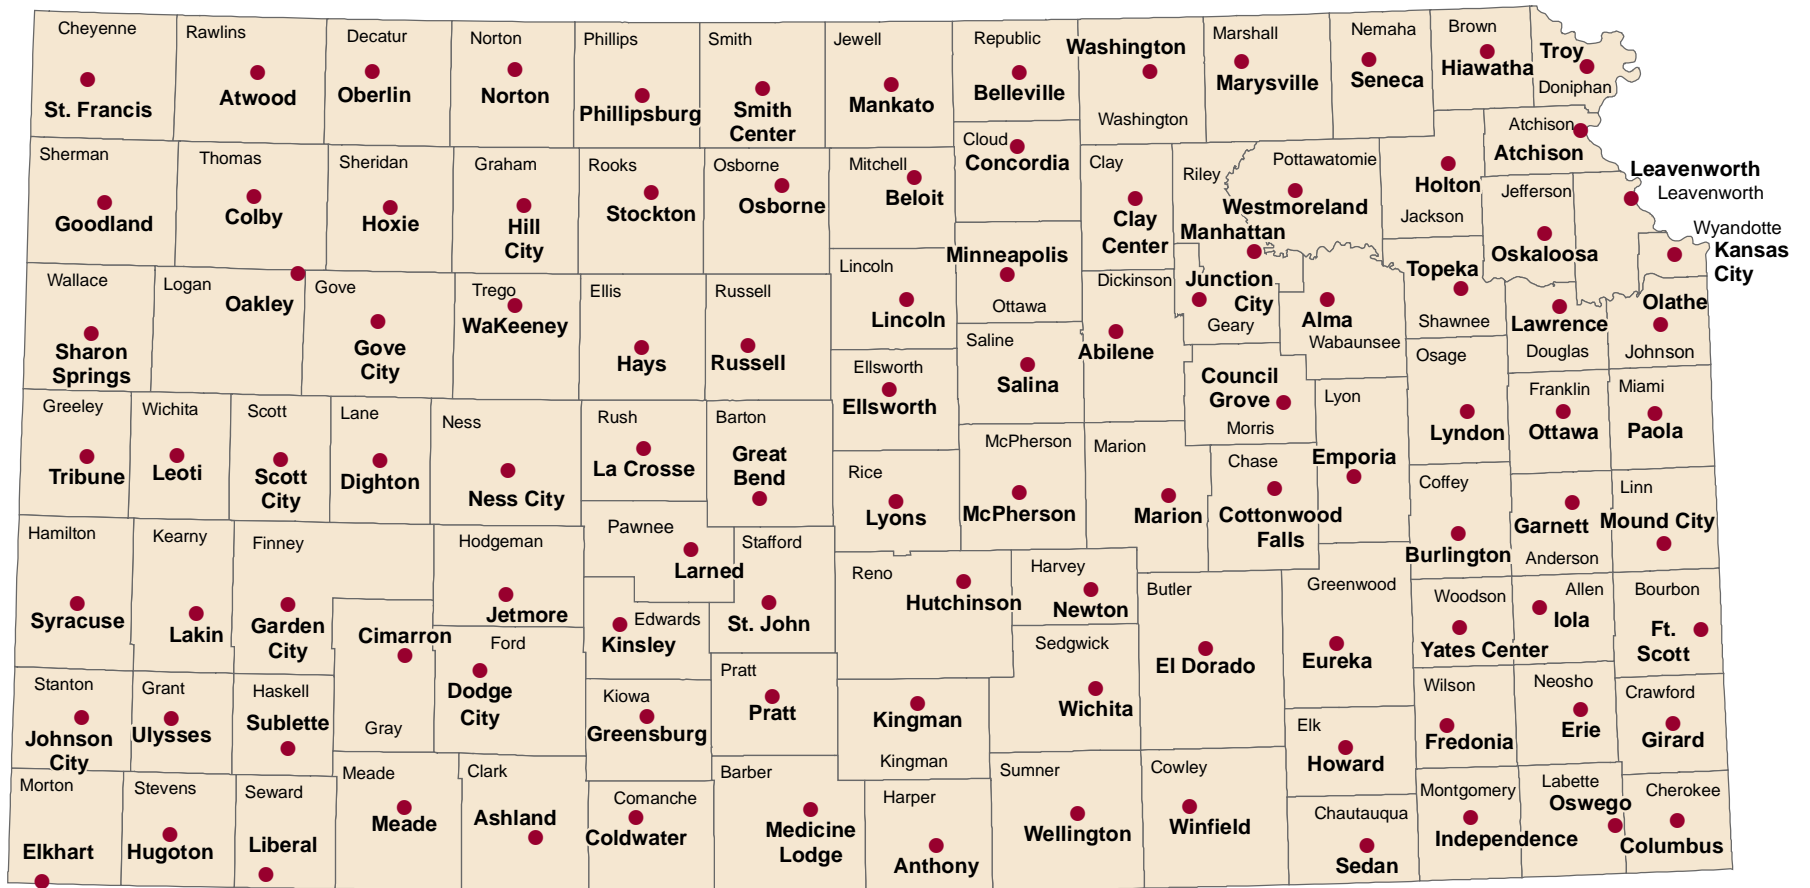 Cheyenne
St. Francis
Rawlins
Atwood
Decatur
Oberlin
Norton
Norton
Phillips
Phillipsburg
Smith
Smith
Center
Jewell
Mankato
Republic
Belleville
Washington
Washington
Marshall
Marysville
Nemaha
Seneca
Brown
Hiawatha
Troy
Doniphan
Sherman
Goodland
Thomas
Colby
Sheridan
Hoxie
Graham
Hill
City
Rooks
Stockton
Osborne
Osborne
Mitchell
Beloit
Cloud
Concordia
Clay
Clay
Center
Riley
Manhattan
Pottawatomie
Westmoreland
Holton
Jackson
Atchison
Atchison
Jefferson
Oskaloosa
Leavenworth
Leavenworth
Wyandotte
Kansas
City
Wallace
Sharon
Springs
Logan
Oakley
Gove
Gove
City
Trego
WaKeeney
Ellis
Hays
Russell
Russell
Lincoln
Lincoln
Minneapolis
Ottawa
Dickinson
Abilene
Junction
City
Geary
Alma
Wabaunsee
Topeka
Shawnee
Lawrence
Douglas
Olathe
Johnson
Ellsworth
Ellsworth
Saline
Salina
Council
Grove
Morris
Lyon
Emporia
Osage
Lyndon
Franklin
Ottawa
Miami
Paola
Greeley
Tribune
Wichita
Leoti
Scott
Scott
City
Lane
Dighton
Ness
Ness City
Rush
La Crosse
Barton
Great
Bend
Rice
Lyons
McPherson
McPherson
Marion
Marion
Chase
Cottonwood
Falls
Coffey
Burlington
Garnett
Anderson
Linn
Mound City
Hamilton
Syracuse
Kearny
Lakin
Finney
Garden
City
Hodgeman
Jetmore
Pawnee
Larned
Stafford
St. John
Edwards
Kinsley
Reno
Hutchinson
Harvey
Newton
Butler
El Dorado
Greenwood
Eureka
Woodson
Yates Center
Allen
Iola
Bourbon
Ft.
Scott
Stanton
Johnson
City
Grant
Ulysses
Haskell
Sublette
Cimarron
Gray
Ford
Dodge
City
Kiowa
Greensburg
Pratt
Pratt
Kingman
Kingman
Sedgwick
Wichita
Elk
Howard
Wilson
Fredonia
Neosho
Erie
Crawford
Girard
Morton
Elkhart
Stevens
Hugoton
Seward
Liberal
Meade
Meade
Clark
Ashland
Comanche
Coldwater
Barber
Medicine
Lodge
Harper
Anthony
Sumner
Wellington
Cowley
Winfield
Chautauqua
Sedan
Montgomery
Independence
Labette
Oswego
Cherokee
Columbus